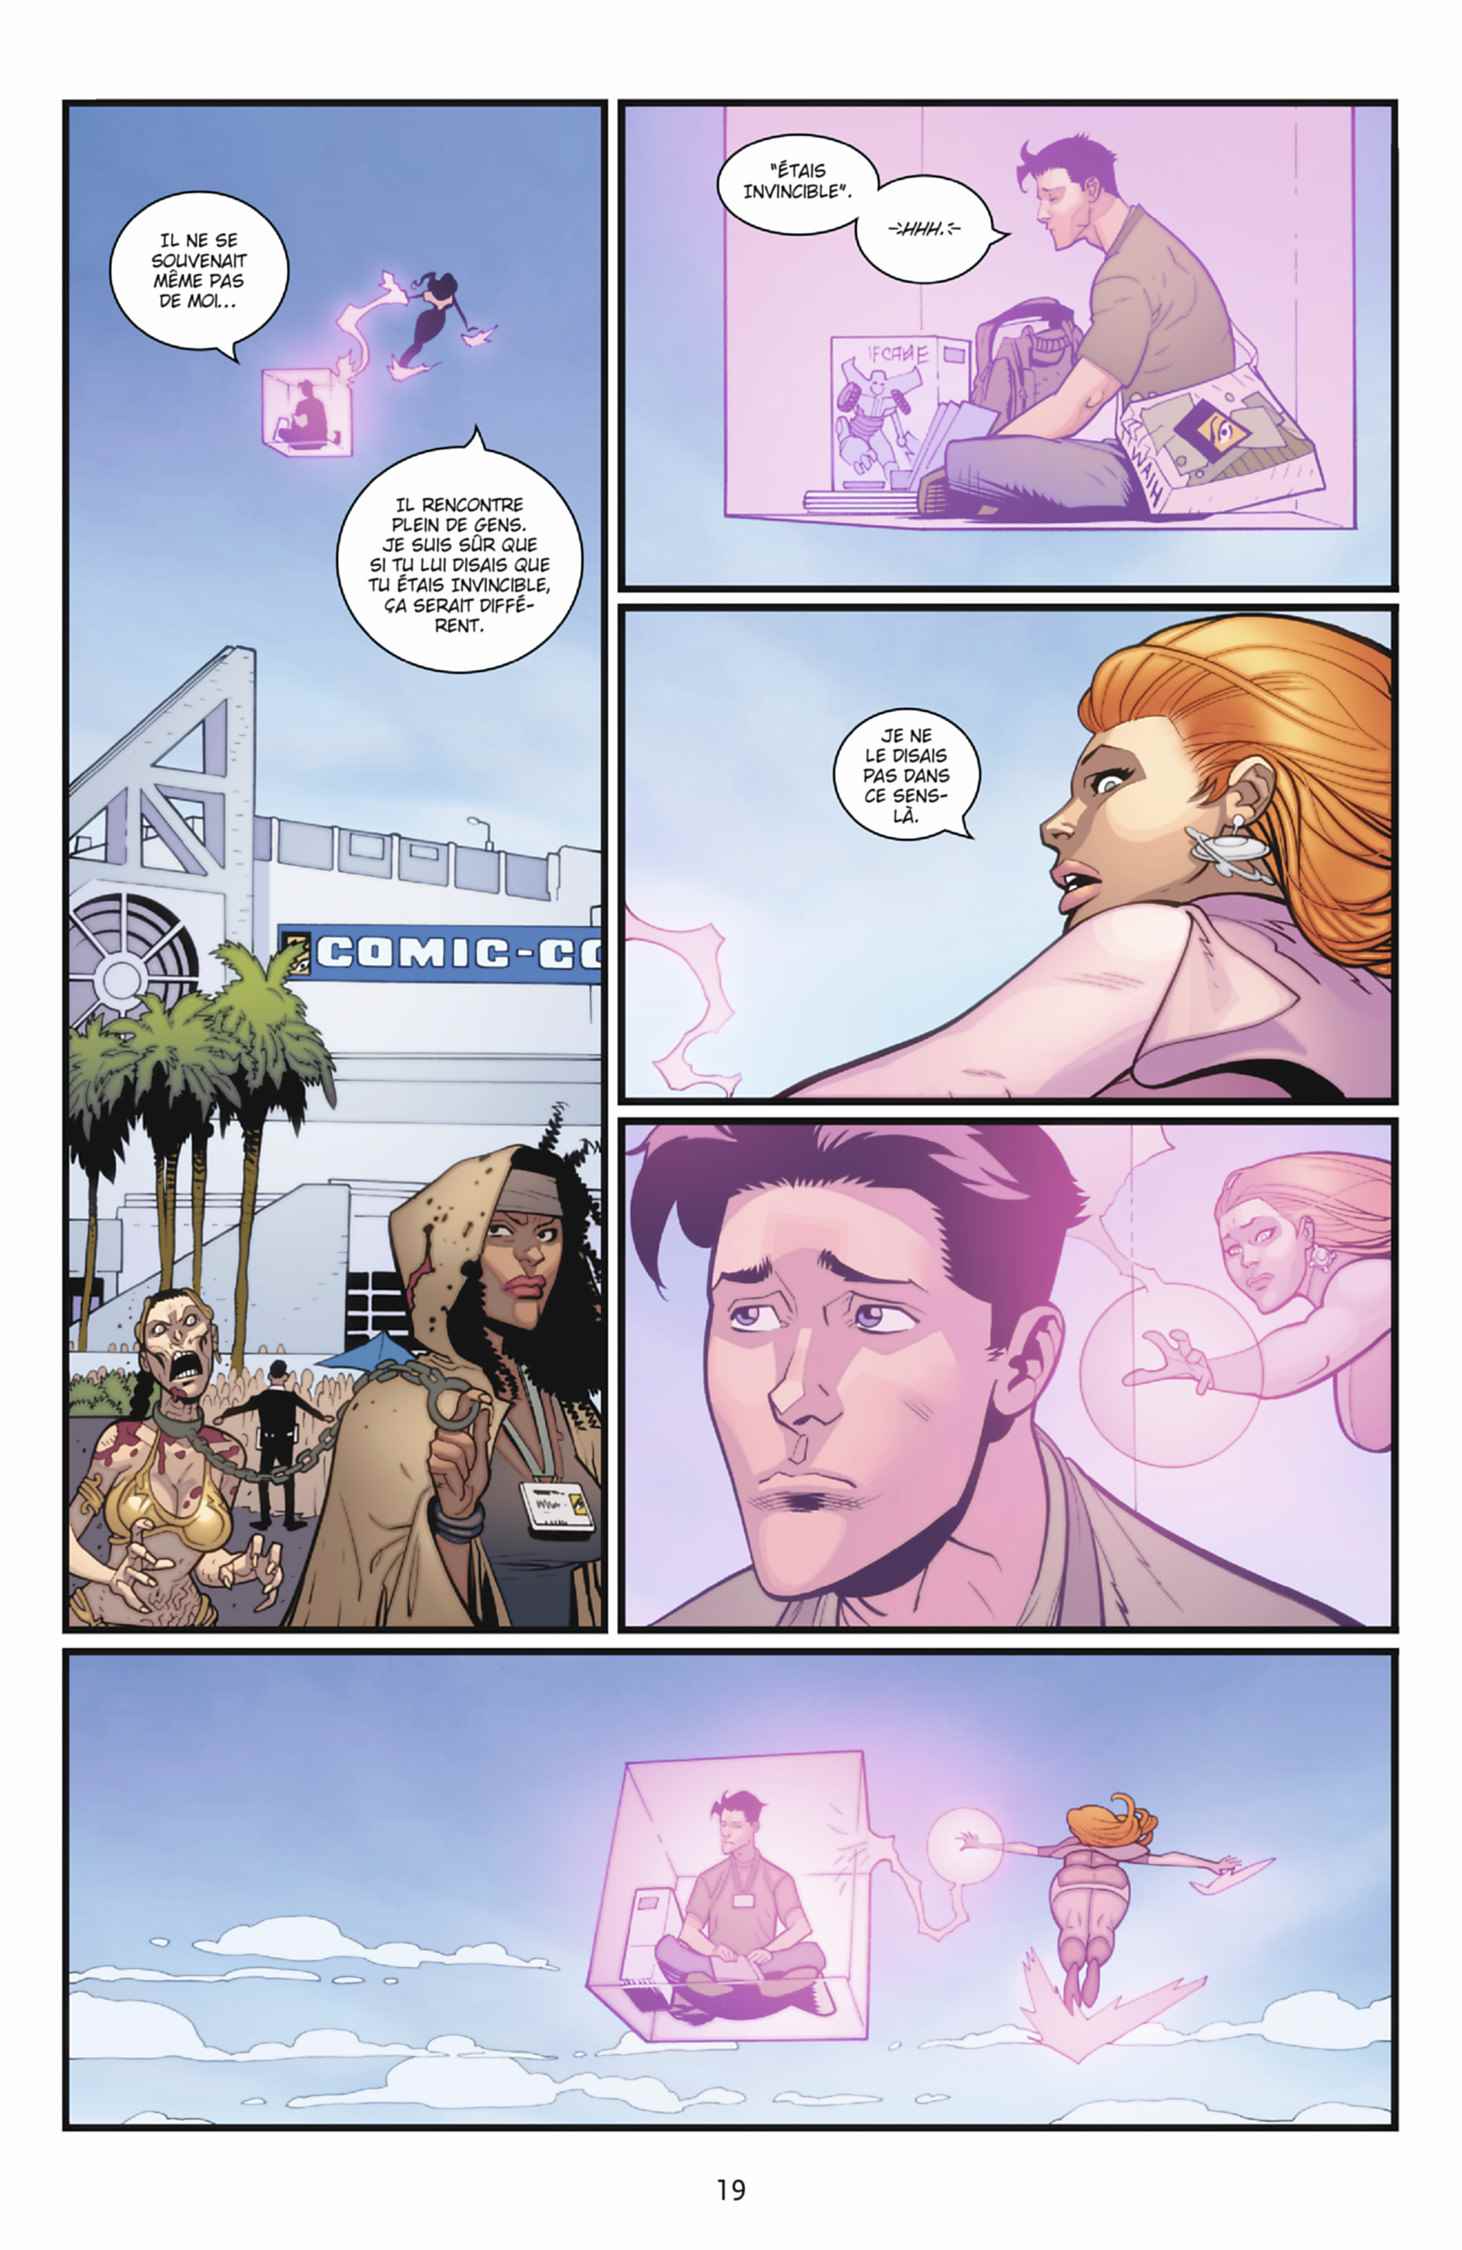 IL NE SE
SOUVENAIT
MÊME PAS
DE MOI...
IL RENCONTRE
PLEIN DE GENS.
JE SUIS SÛR QUE
SI TU LUI DISAIS QUE
TU ÉTAIS INVINCIBLE,
ÇA SERAIT DIFFÉ-
RENT.
COMIC-CO
"ÉTAIS
INVINCIBLE".
HHH.
JE NE
LE DISAIS
PAS DANS
CE SENS-
LÀ.
19